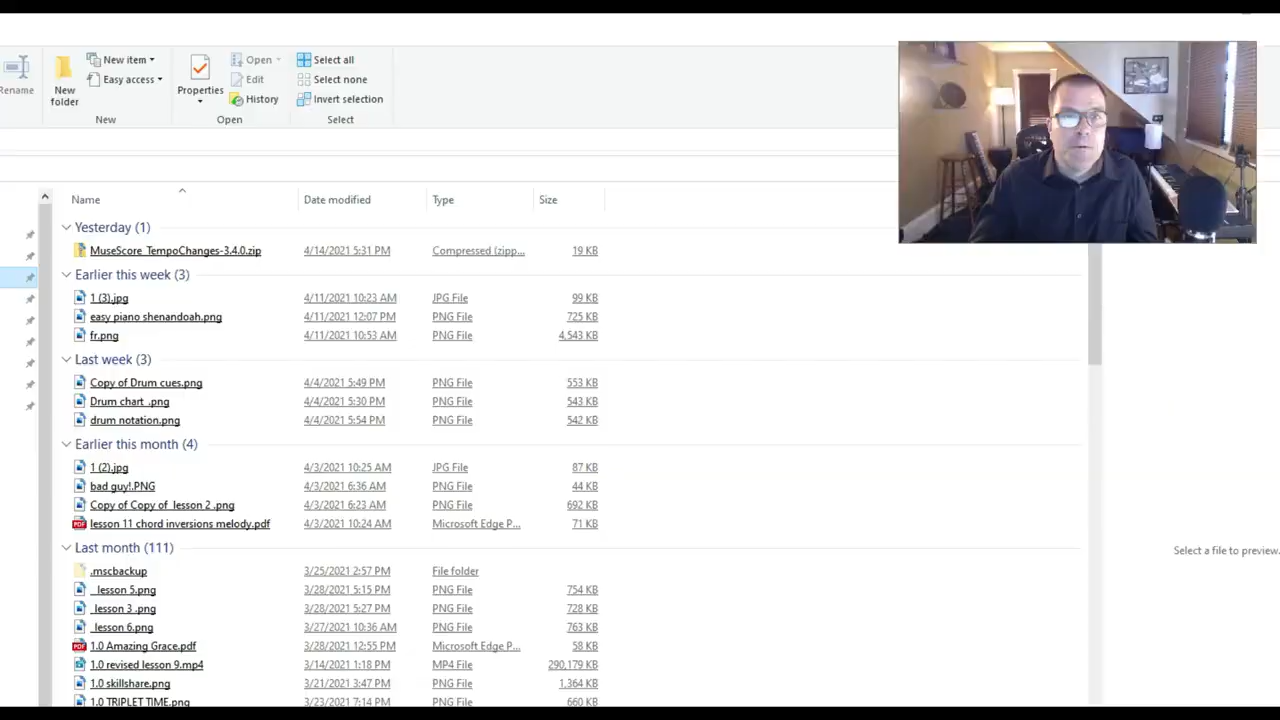 Rename
New folder
New item
Easy access
New
Properties
Open
Edit
History
Open
Select all
Select none
Invert selection
Select
Name Date modified Type Size
Yesterday (1)
MuseScore_TempoChanges-3.4.0.zip 4/14/2021 5:31 PM Compressed (zipp... 19 KB
Earlier this week (3)
1 (3).jpg 4/11/2021 10:23 AM JPG File 99 KB
easy piano shenandoah.png 4/11/2021 12:07 PM PNG File 725 KB
fr.png 4/11/2021 10:53 AM PNG File 4,543 KB
Last week (3)
Copy of Drum cues.png 4/4/2021 5:49 PM PNG File 553 KB
Drum chart .png 4/4/2021 5:30 PM PNG File 543 KB
drum notation.png 4/4/2021 5:54 PM PNG File 542 KB
Earlier this month (4)
1 (2).jpg 4/3/2021 10:25 AM JPG File 87 KB
bad guy!.PNG 4/3/2021 6:36 AM PNG File 44 KB
Copy of Copy of lesson 2 .png 4/3/2021 6:23 AM PNG File 692 KB
lesson 11 chord inversions melody.pdf 4/3/2021 10:24 AM Microsoft Edge P... 71 KB
Last month (111)
.mscbackup 3/25/2021 2:57 PM File folder
_lesson 5.png 3/28/2021 5:15 PM PNG File 754 KB
_lesson 3 .png 3/28/2021 5:27 PM PNG File 728 KB
_lesson 6.png 3/27/2021 10:36 AM PNG File 763 KB
1.0 Amazing Grace.pdf 3/28/2021 12:55 PM Microsoft Edge P... 58 KB
1.0 revised lesson 9.mp4 3/14/2021 1:18 PM MP4 File 290,179 KB
1.0 skillshare.png 3/21/2021 3:47 PM PNG File 1,364 KB
1.0 TRIPLET TIME.png 3/23/2021 7:14 PM PNG File 660 KB
Select a file to preview.